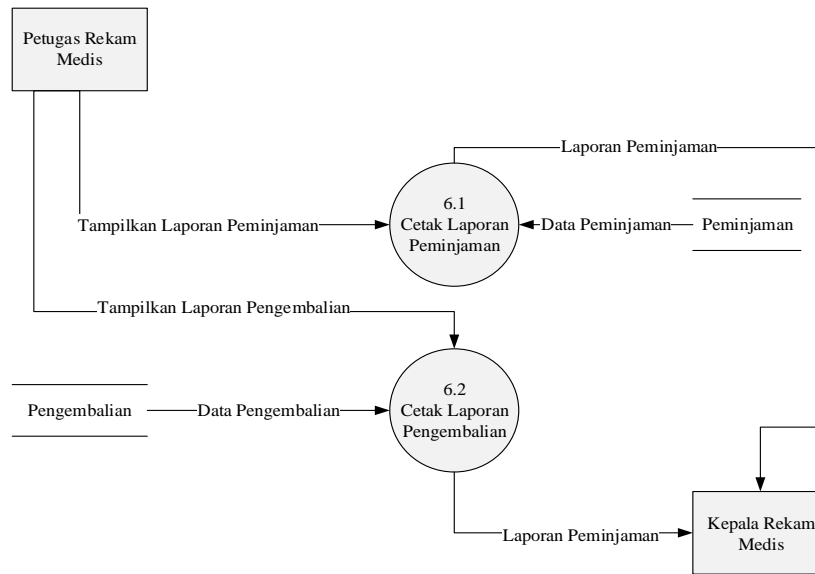 Petugas Rekam
Medis
Laporan Peminjaman
6.1
Cetak Laporan
Peminjaman
Tampilkan Laporan Peminjaman
Data Peminjaman
Peminjaman
Tampilkan Laporan Pengembalian
6.2
Cetak Laporan
Pengembalian
Pengembalian
Data Pengembalian
Laporan Peminjaman
Kepala Rekam
Medis